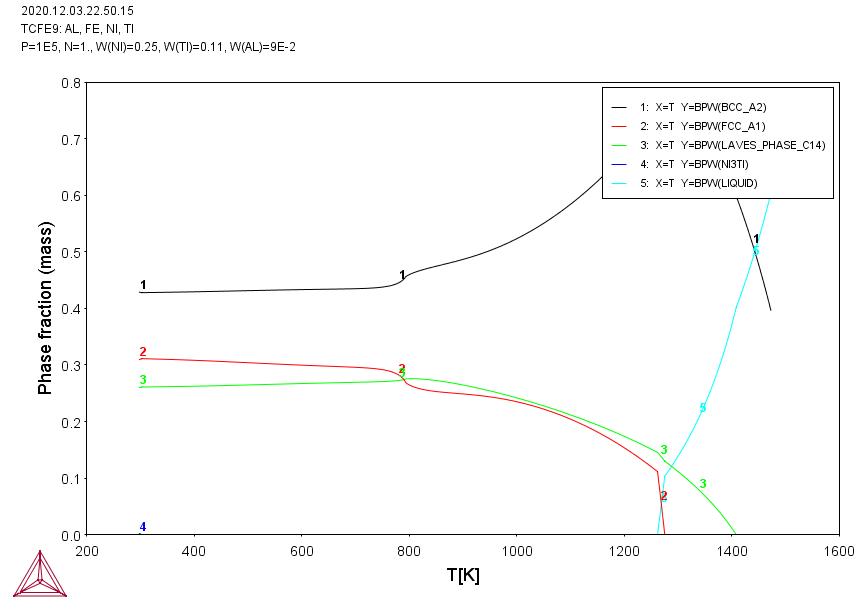 2020.12.03.22.50.15
TCFE9: AL, FE, NI, TI
P=1E5, N=1., W(NI)=0.25, W(TI)=0.11, W(AL)=9E-2
0.8
0.7
0.6
0.5
0.4
0.3
0.2
0.1
0.0
Phase fraction (mass)
1: X=T Y=BPW(BCC_A2)
2: X=T Y=BPW(FCC_A1)
3: X=T Y=BPW(LAVES_PHASE_C14)
4: X=T Y=BPW(NI3TI)
5: X=T Y=BPW(LIQUID)
1
1
1
5
2
2
3
3
3
5
3
2
4
200 400 600 800 1000 1200 1400 1600
T[K]